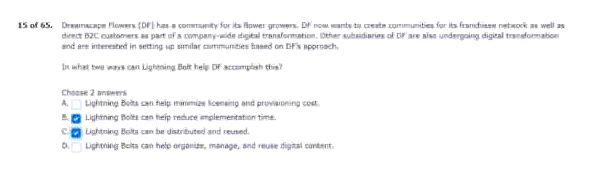 15 of 65. Dreamscape Flowers (DF) has a community for its flower growers. DF now wants to create communities for its franchisee network as well as
direct B2C customers as part of a company-wide digital transformation. Other subsidiaries of DF are also undergoing digital transformation
and are interested in setting up similar communities based on DF's approach.
In what two ways can Lightning Bolt help DF accomplish this?
Choose 2 answers
A. Lightning Bolts can help minimize licensing and provisioning cost.
B. Lightning Bolts can help reduce implementation time.
C. Lightning Bolts can be distributed and reused.
D. Lightning Bolts can help organize, manage, and reuse digital content.